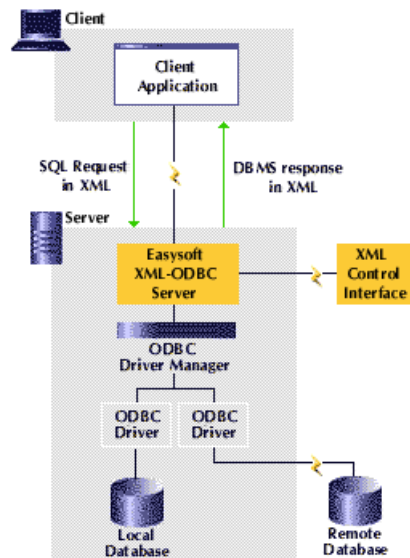 Client
Client
Application
SQL Request
in XML
DBMS response
in XML
Server
Easysoft
XML-ODBC
Server
XML
Control
Interface
ODBC
Driver Manager
ODBC
Driver
ODBC
Driver
Local
Database
Remote
Database